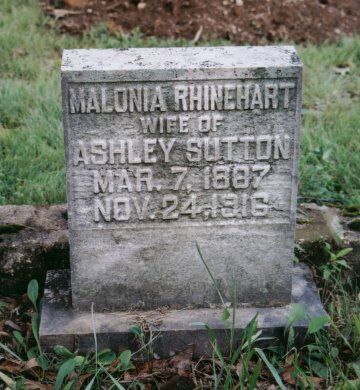 MALONIA RHINEHART
WIFE OF
ASHLEY SUTTON
MAR. 7, 1887
NOV. 24, 1916